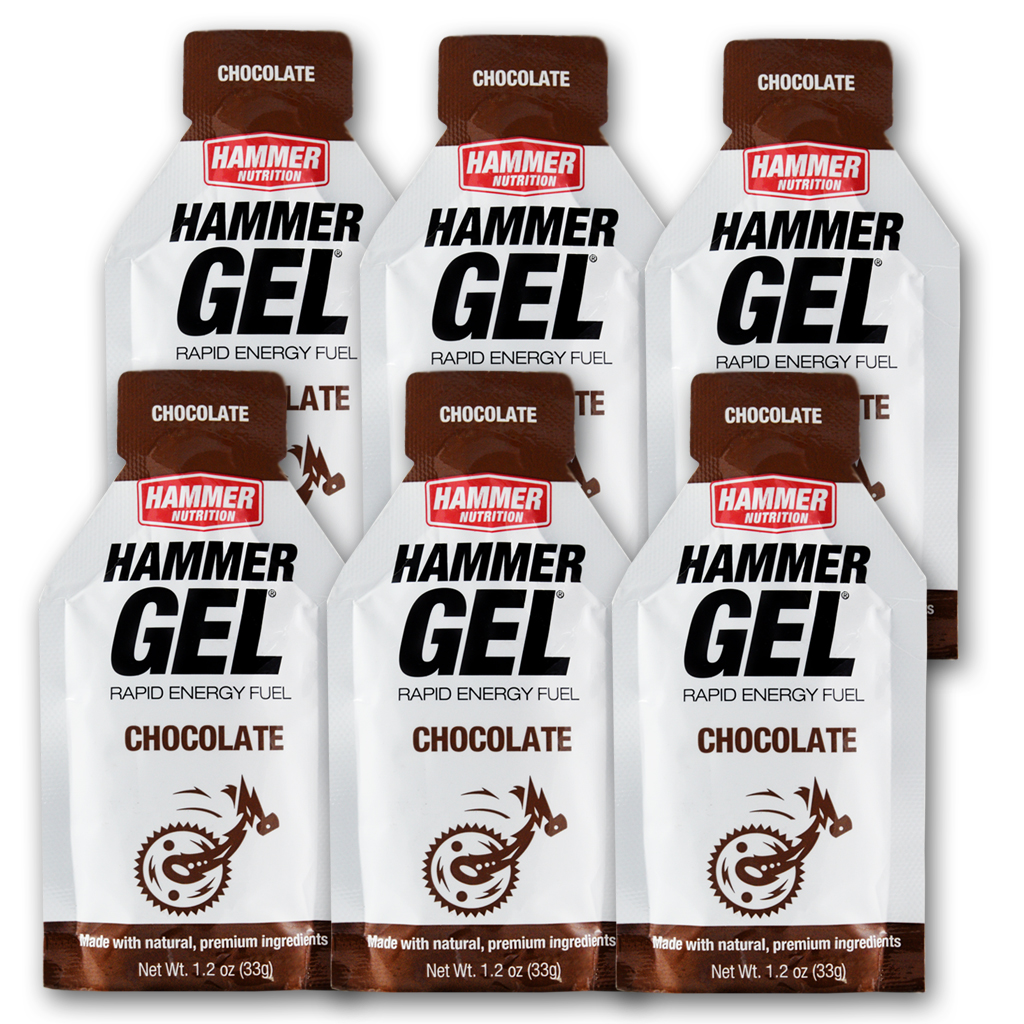 CHOCOLATE
HAMMER
NUTRITION
HAMMER
GEL®
RAPID ENERGY FUEL
LATE
CHOCOLATE
HAMMER
NUTRITION
HAMMER
GEL®
RAPID ENERGY FUEL
TE
CHOCOLATE
HAMMER
NUTRITION
HAMMER
GEL®
RAPID ENERGY FUEL
TE
S
CHOCOLATE
HAMMER
NUTRITION
HAMMER
GEL®
RAPID ENERGY FUEL
CHOCOLATE
Made with natural, premium ingredients
Net Wt. 1.2 oz (33g)
CHOCOLATE
HAMMER
NUTRITION
HAMMER
GEL®
RAPID ENERGY FUEL
CHOCOLATE
Made with natural, premium ingredients
Net Wt. 1.2 oz (33g)
CHOCOLATE
HAMMER
NUTRITION
HAMMER
GEL®
RAPID ENERGY FUEL
CHOCOLATE
Made with natural, premium ingredients
Net Wt. 1.2 oz (33g)